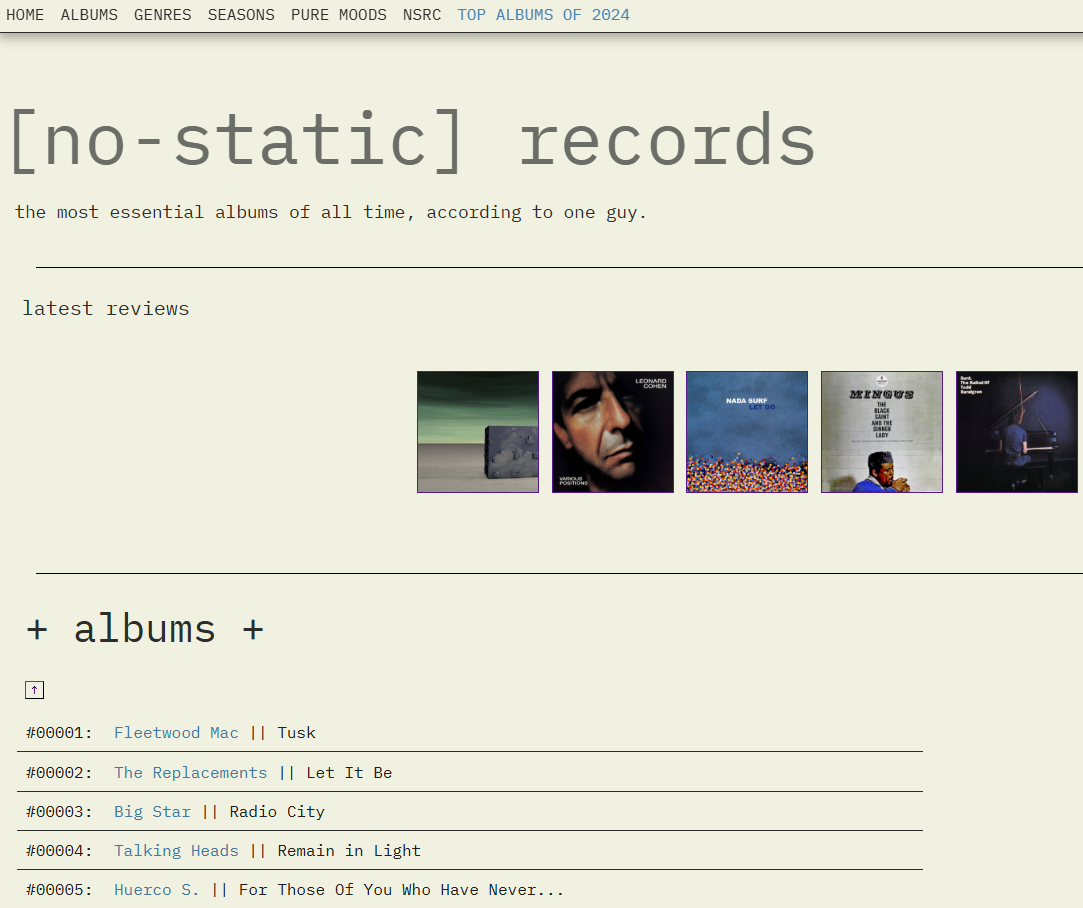 HOME ALBUMS GENRES SEASONS PURE MOODS NSRC TOP ALBUMS OF 2024
[no-static] records
the most essential albums of all time, according to one guy.
latest reviews
LEONARD
COHEN
VARIOUS
POSITIONS
NADA SURF
LET GO
MINGUS
THE
BLACK
SAINT
AND THE
SINNER
LADY
Runt.
The Ballad Of
Todd
Rundgren
+ albums +
↑
#00001: Fleetwood Mac || Tusk
#00002: The Replacements || Let It Be
#00003: Big Star || Radio City
#00004: Talking Heads || Remain in Light
#00005: Huerco S. || For Those Of You Who Have Never...